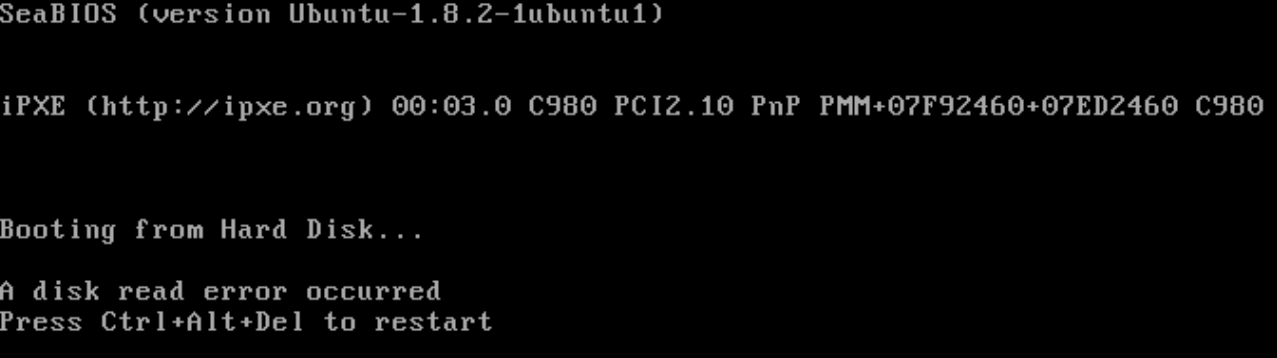 SeaBIOS (version Ubuntu-1.8.2-1ubuntu1)
iPXE (http://ipxe.org) 00:03.0 C980 PCI2.10 PnP PMM+07F92460+07ED2460 C980
Booting from Hard Disk...
A disk read error occurred
Press Ctrl+Alt+Del to restart